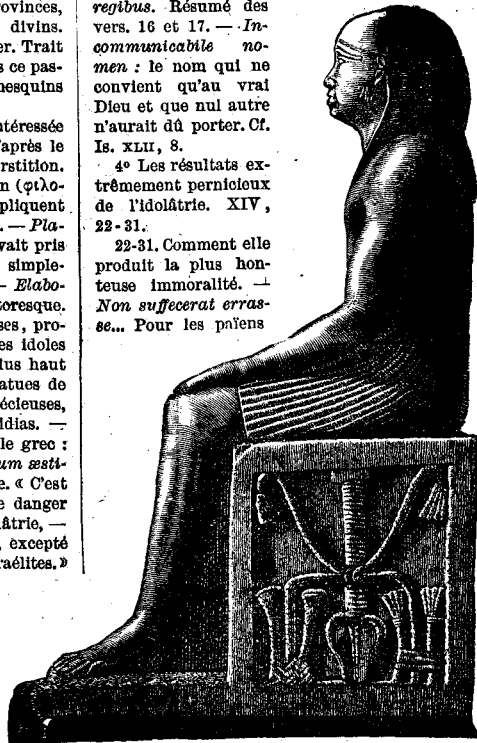 rovinces,
divins.
er. Trait
s ce pas-
nesquins
ntéressée
'après le
rstition.
n (φιλο-
pliquent
. — Pla-
vait pris
simple-
- Elabo-
toresque.
ses, pro-
es idoles
lus haut
atues de
écieuses,
idias. —
le grec :
um æsti-
e. « C'est
e danger
lâtrie, —
, excepté
raélites. »
regibus. Résumé des
vers. 16 et 17. — In-
communicabile no-
men : le nom qui ne
convient qu'au vrai
Dieu et que nul autre
n'aurait dû porter. Cf.
Is. XLII, 8.
4° Les résultats ex-
trêmement pernicieux
de l'idolâtrie. XIV,
22-31.
22-31. Comment elle
produit la plus hon-
teuse immoralité. —
Non suffecerat erras-
se... Pour les païens